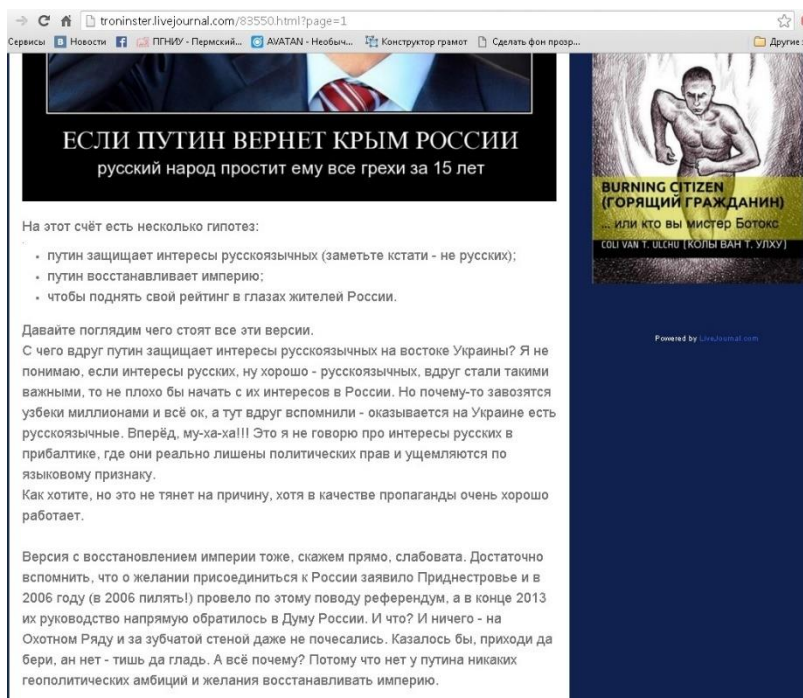 troninster.livejournal.com/83550.html?page=1
Сервисы Новости ПГНИУ - Пермский... AVATAN - Необыч... Конструктор грамот Сделать фон прозр... Другие
ЕСЛИ ПУТИН ВЕРНЕТ КРЫМ РОССИИ
русский народ простит ему все грехи за 15 лет
На этот счёт есть несколько гипотез:
• путин защищает интересы русскоязычных (заметьте кстати - не русских);
• путин восстанавливает империю;
• чтобы поднять свой рейтинг в глазах жителей России.
Давайте поглядим чего стоят все эти версии.
С чего вдруг путин защищает интересы русскоязычных на востоке Украины? Я не
понимаю, если интересы русских, ну хорошо - русскоязычных, вдруг стали такими
важными, то не плохо бы начать с их интересов в России. Но почему-то завозятся
узбеки миллионами и всё ок, а тут вдруг вспомнили - оказывается на Украине есть
русскоязычные. Вперёд, му-ха-ха!!! Это я не говорю про интересы русских в
прибалтике, где они реально лишены политических прав и ущемляются по
языковому признаку.
Как хотите, но это не тянет на причину, хотя в качестве пропаганды очень хорошо
работает.
Версия с восстановлением империи тоже, скажем прямо, слабовата. Достаточно
вспомнить, что о желании присоединиться к России заявило Приднестровье и в
2006 году (в 2006 пилять!) провело по этому поводу референдум, а в конце 2013
их руководство напрямую обратилось в Думу России. И что? И ничего - на
Охотном Ряду и за зубчатой стеной даже не почесались. Казалось бы, приходи да
бери, ан нет - тишь да гладь. А всё почему? Потому что нет у путина никаких
геополитических амбиций и желания восстанавливать империю.
BURNING CITIZEN
(ГОРЯЩИЙ ГРАЖДАНИН)
... или кто вы мистер Ботокс
COLI VAN T. ULCHU (КОЛЫ ВАН Т. УЛХУ)
Powered by LiveJournal.com